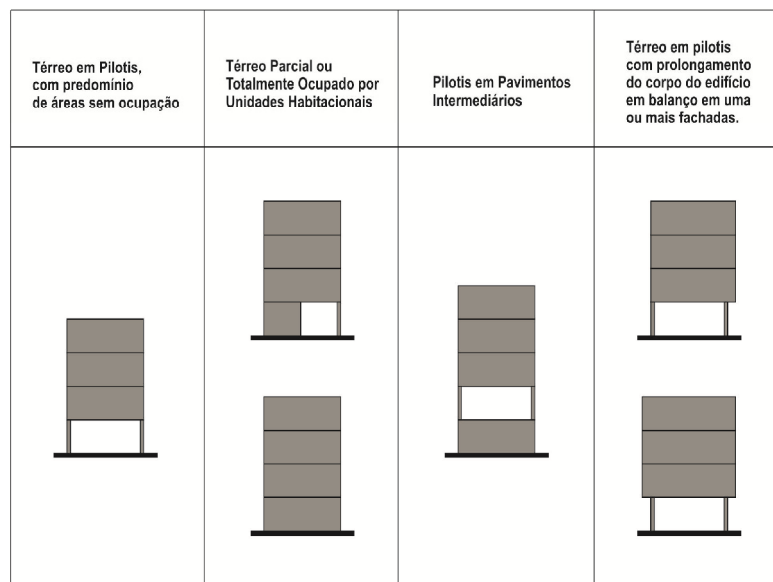 Térreo em Pilotis,
com predomínio
de áreas sem ocupação
Térreo Parcial ou
Totalmente Ocupado por
Unidades Habitacionais
Pilotis em Pavimentos
Intermediários
Térreo em pilotis
com prolongamento
do corpo do edifício
em balanço em uma
ou mais fachadas.